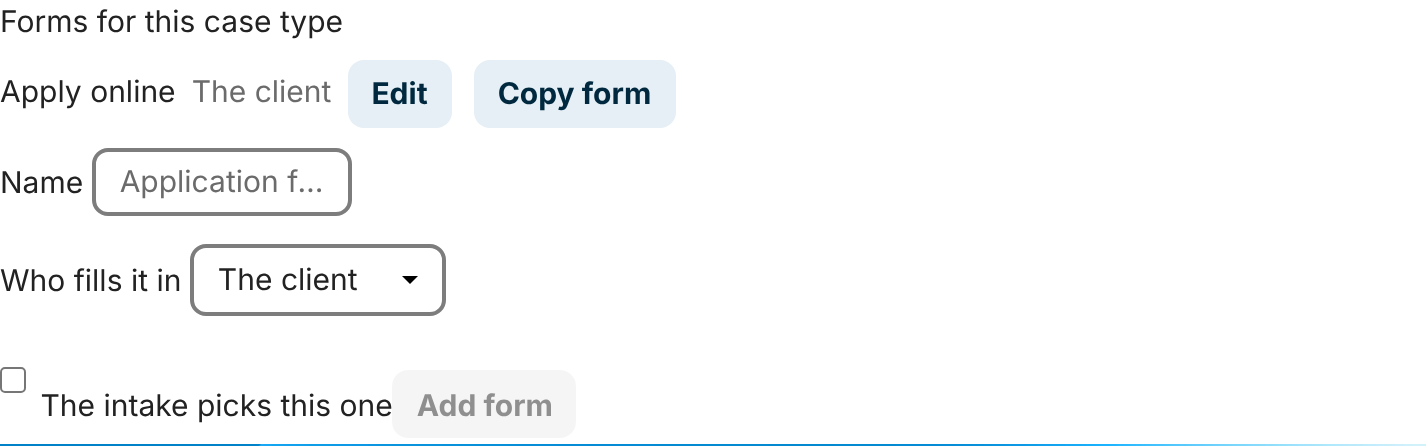 Forms for this case type
Apply online The client Edit Copy form
Name Application f...
Who fills it in The client
The intake picks this one Add form